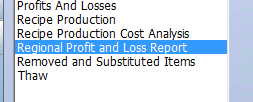 Profits And Losses
Recipe Production
Recipe Production Cost Analysis
Regional Profit and Loss Report
Removed and Substituted Items
Thaw